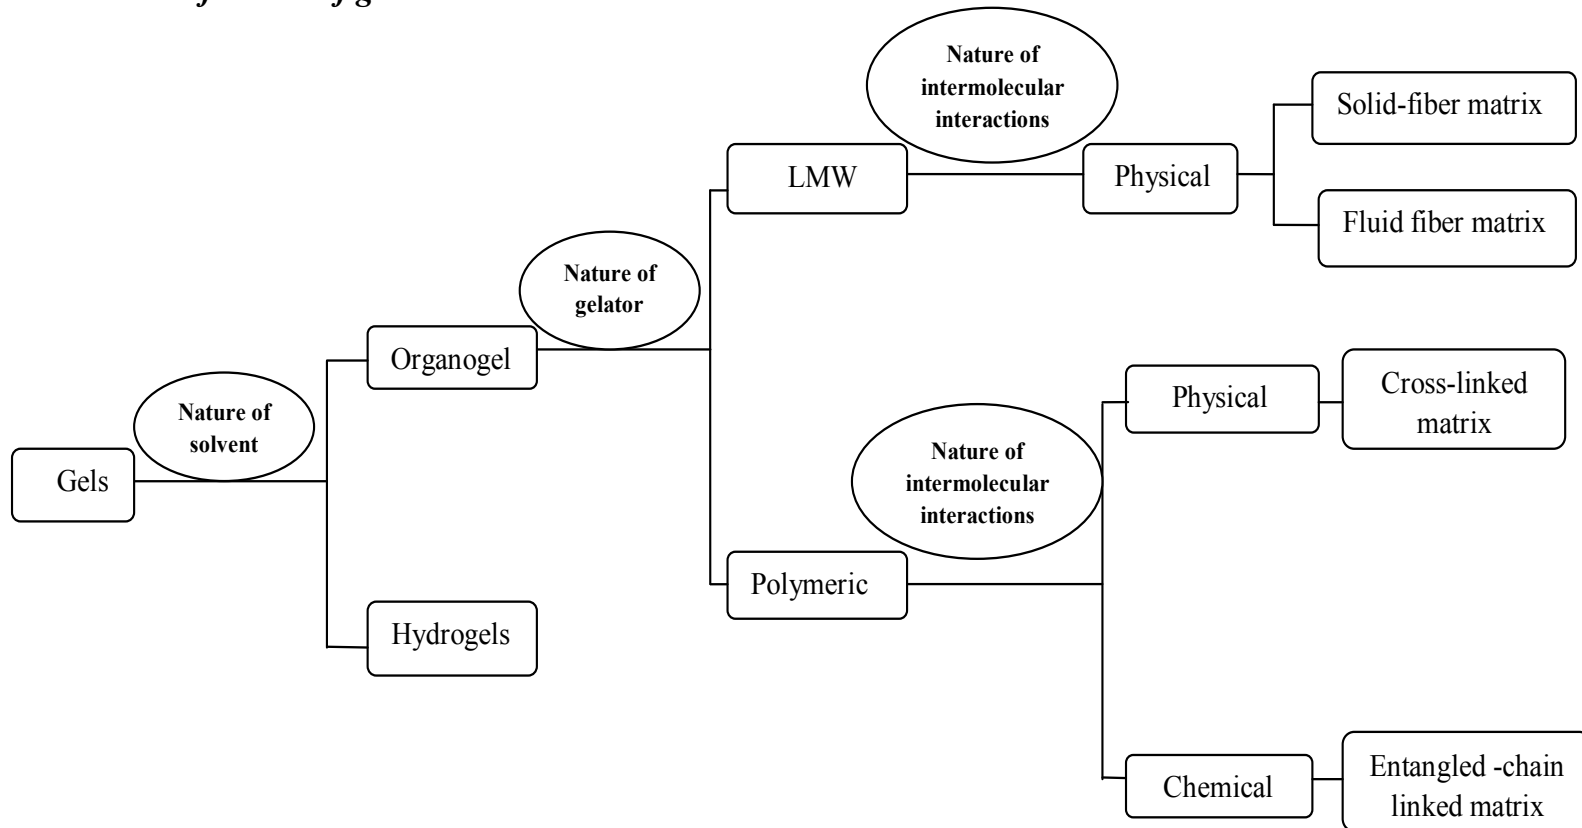 Nature of
intermolecular
interactions
Solid-fiber matrix
LMW
Physical
Fluid fiber matrix
Nature of
gelator
Organogel
Nature of
solvent
Gels
Physical
Cross-linked
matrix
Nature of
intermolecular
interactions
Polymeric
Hydrogels
Chemical
Entangled -chain
linked matrix